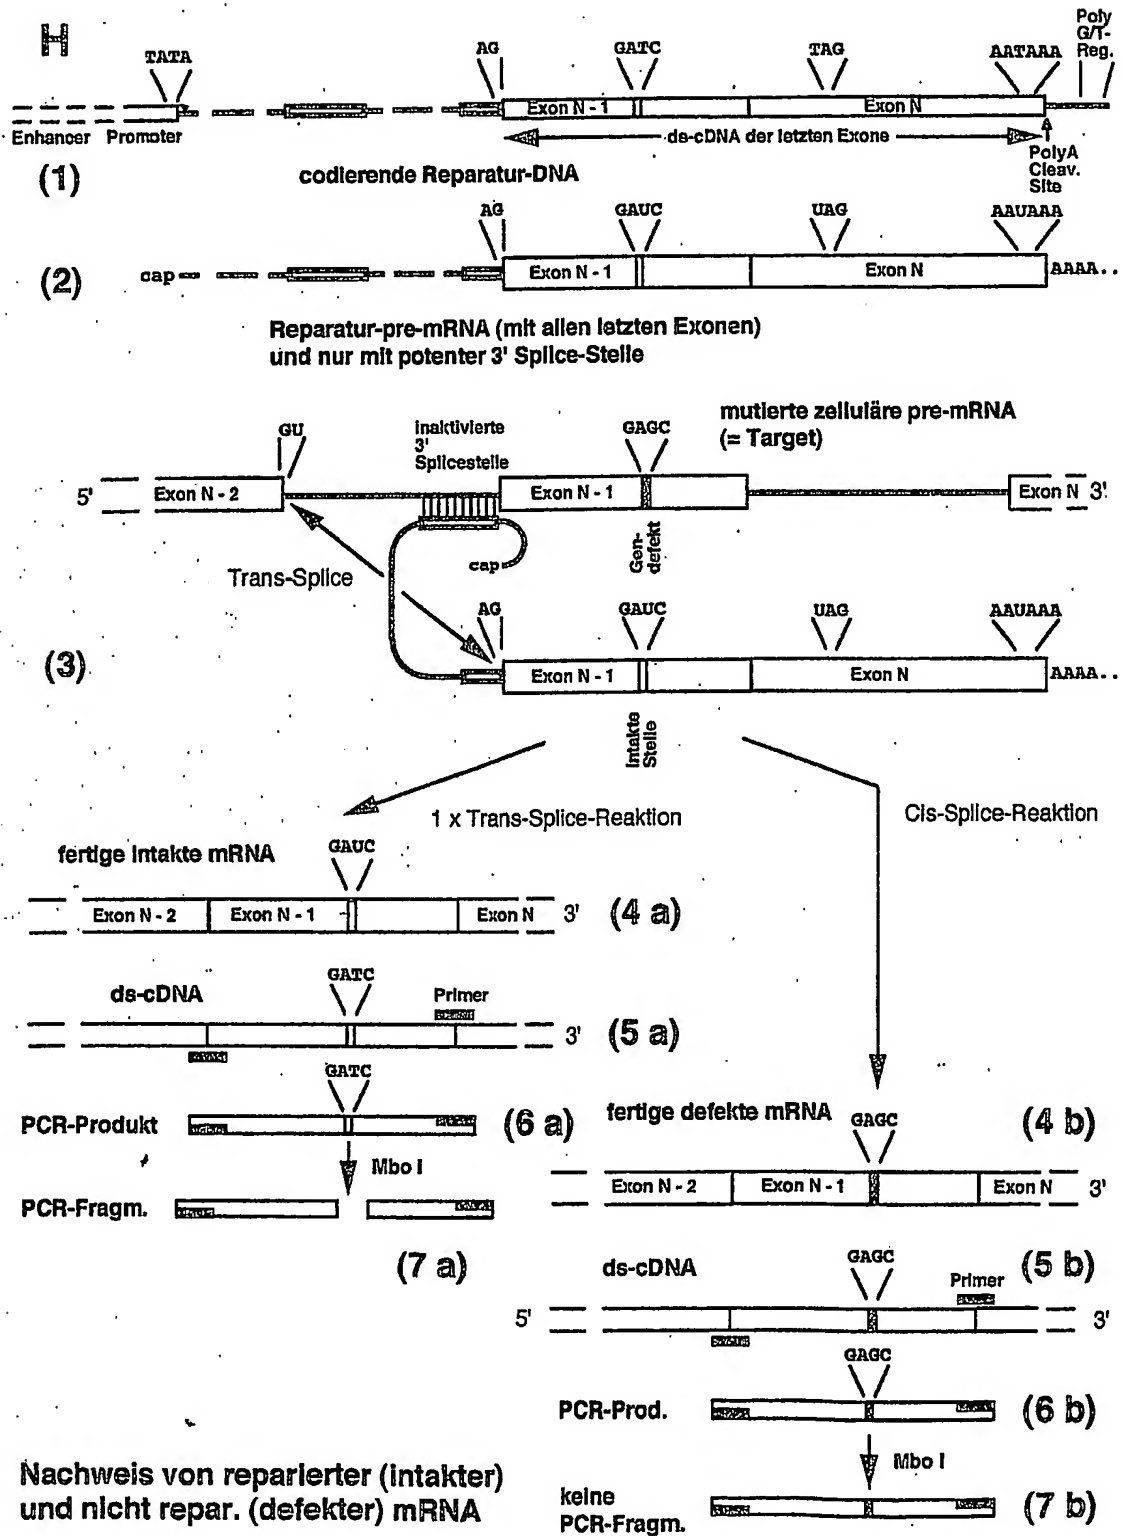 H
Poly
G/T-
Reg.
TATA
AG
GATC
TAG
AATAAA
Exon N - 1
Exon N
Enhancer
Promoter
ds-cDNA der letzten Exone
PolyA
Cleav.
Site
(1)
codierende Reparatur-DNA
AG
GAUC
UAG
AAUAAA
(2)
cap
Exon N - 1
Exon N
AAAA..
Reparatur-pre-mRNA (mit allen letzten Exonen)
und nur mit potenter 3' Splice-Stelle
GU
inaktivierte
3'
Splicestelle
GAGC
mutierte zelluläre pre-mRNA
(= Target)
5'
Exon N - 2
Exon N - 1
Exon N
3'
Gen-
defekt
cap
Trans-Splice
AG
GAUC
UAG
AAUAAA
(3)
Exon N - 1
Exon N
AAAA..
Intakte
Stelle
1 x Trans-Splice-Reaktion
Cis-Splice-Reaktion
fertige intakte mRNA
GAUC
Exon N - 2
Exon N - 1
Exon N
3'
(4 a)
ds-cDNA
GATC
Primer
3'
(5 a)
GATC
PCR-Produkt
(6 a)
Mbo I
PCR-Fragm.
(7 a)
fertige defekte mRNA
GAGC
(4 b)
Exon N - 2
Exon N - 1
Exon N
3'
ds-cDNA
GAGC
Primer
(5 b)
5'
3'
GAGC
PCR-Prod.
(6 b)
Mbo I
keine
PCR-Fragm.
(7 b)
Nachweis von reparierter (intakter)
und nicht repar. (defekter) mRNA